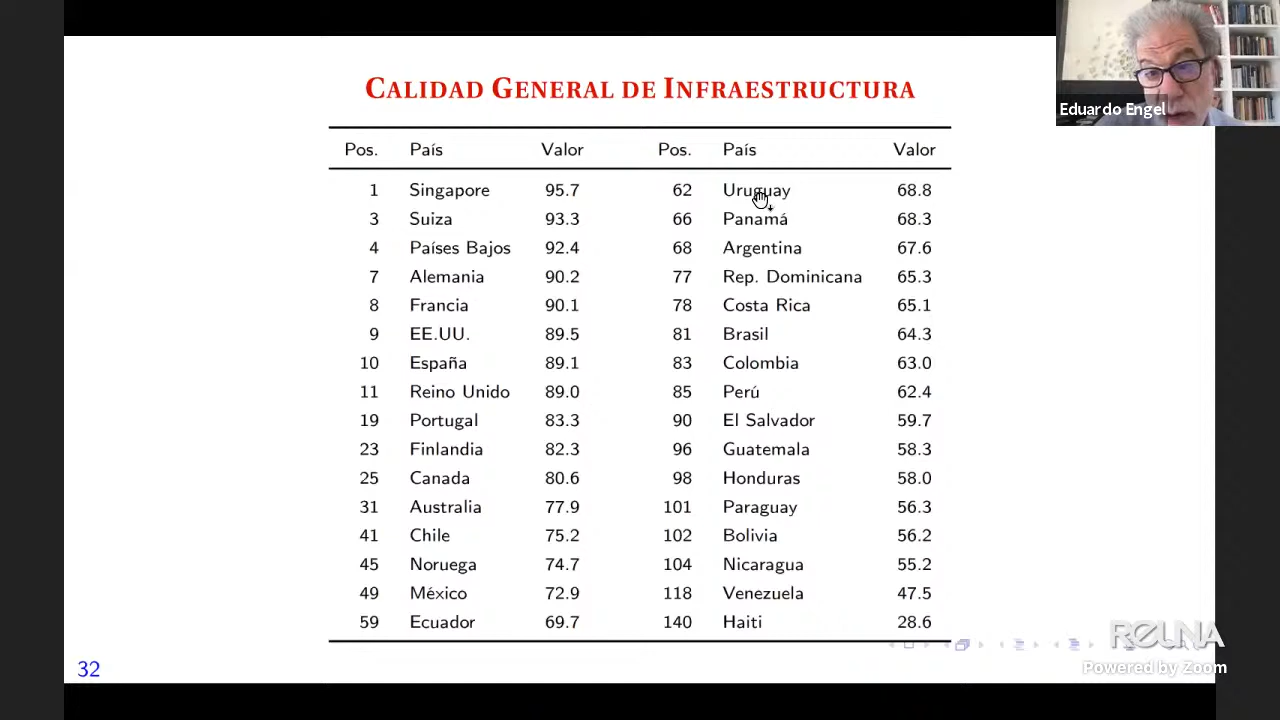 CALIDAD GENERAL DE INFRAESTRUCTURA
Eduardo Engel
Pos. País Valor Pos. País Valor
1 Singapore 95.7 62 Uruguay 68.8
3 Suiza 93.3 66 Panamá 68.3
4 Países Bajos 92.4 68 Argentina 67.6
7 Alemania 90.2 77 Rep. Dominicana 65.3
8 Francia 90.1 78 Costa Rica 65.1
9 EE.UU. 89.5 81 Brasil 64.3
10 España 89.1 83 Colombia 63.0
11 Reino Unido 89.0 85 Perú 62.4
19 Portugal 83.3 90 El Salvador 59.7
23 Finlandia 82.3 96 Guatemala 58.3
25 Canada 80.6 98 Honduras 58.0
31 Australia 77.9 101 Paraguay 56.3
41 Chile 75.2 102 Bolivia 56.2
45 Noruega 74.7 104 Nicaragua 55.2
49 México 72.9 118 Venezuela 47.5
59 Ecuador 69.7 140 Haiti 28.6
REUNA
Powered by Zoom
32